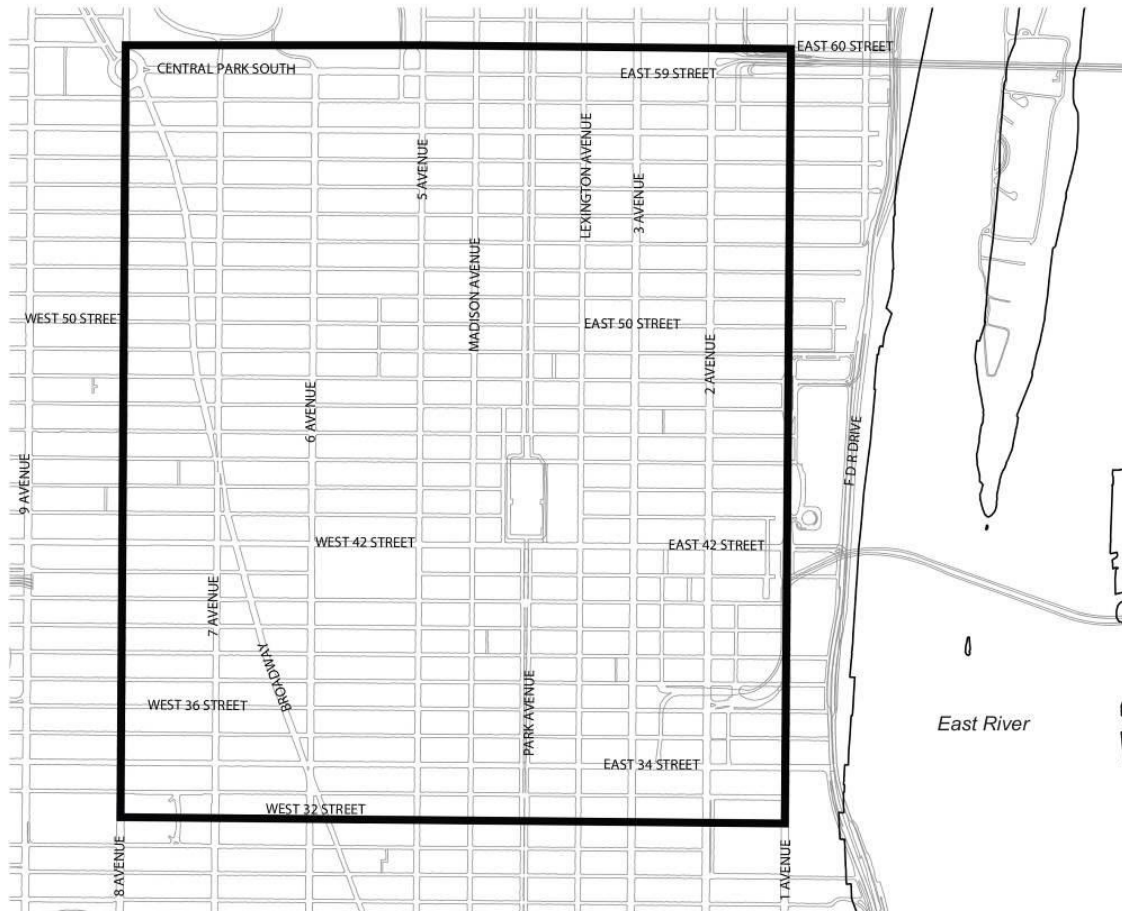 EAST 60 STREET
CENTRAL PARK SOUTH
EAST 59 STREET
5 AVENUE
LEXINGTON AVENUE
3 AVENUE
MADISON AVENUE
WEST 50 STREET
EAST 50 STREET
2 AVENUE
6 AVENUE
9 AVENUE
F D R DRIVE
WEST 42 STREET
EAST 42 STREET
7 AVENUE
BROADWAY
WEST 36 STREET
PARK AVENUE
East River
EAST 34 STREET
WEST 32 STREET
8 AVENUE
1 AVENUE